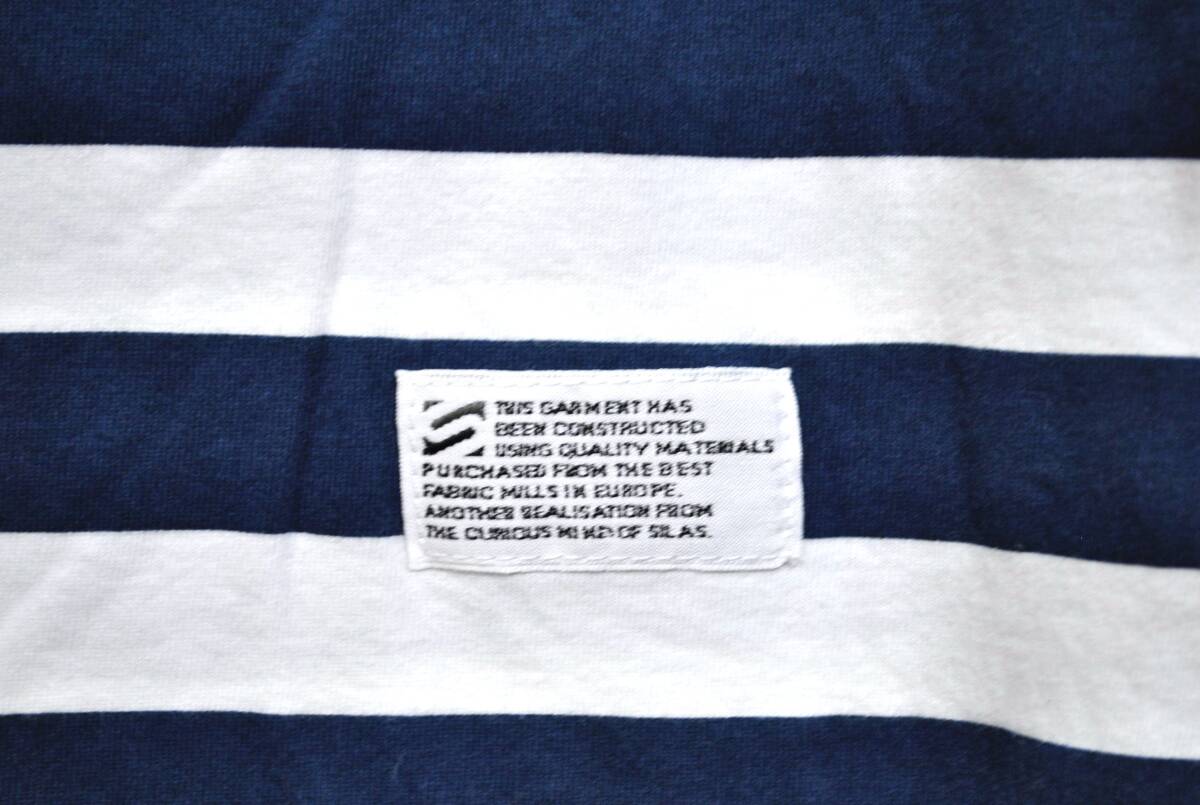 THIS GARMENT HAS
BEEN CONSTRUCTED
USING QUALITY MATERIALS
PURCHASED FROM THE BEST
FABRIC MILLS IN EUROPE.
ANOTHER REALISATION FROM
THE CURIOUS MIND OF SILAS.